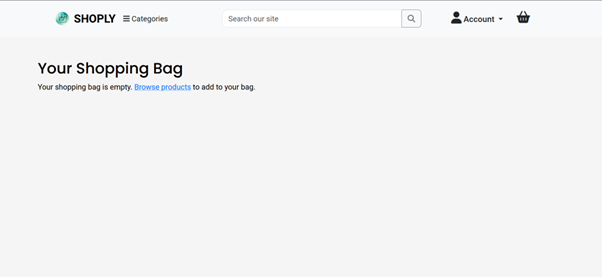 SHOPLY
Categories
Search our site
Account
Your Shopping Bag
Your shopping bag is empty. Browse products to add to your bag.